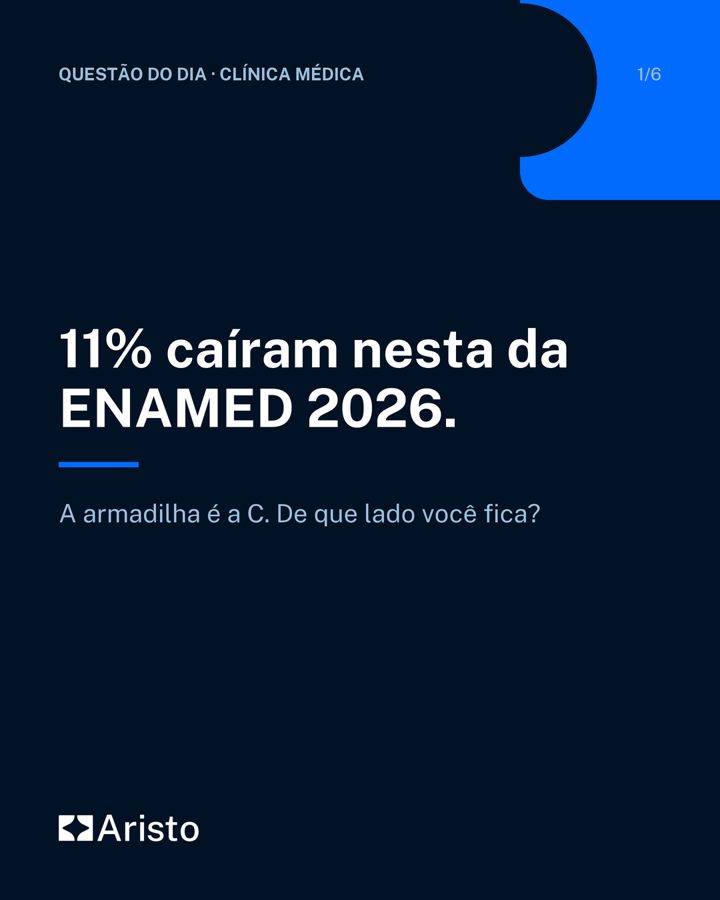 QUESTÃO DO DIA · CLÍNICA MÉDICA
1/6
11% caíram nesta da
ENAMED 2026.
A armadilha é a C. De que lado você fica?
Aristo